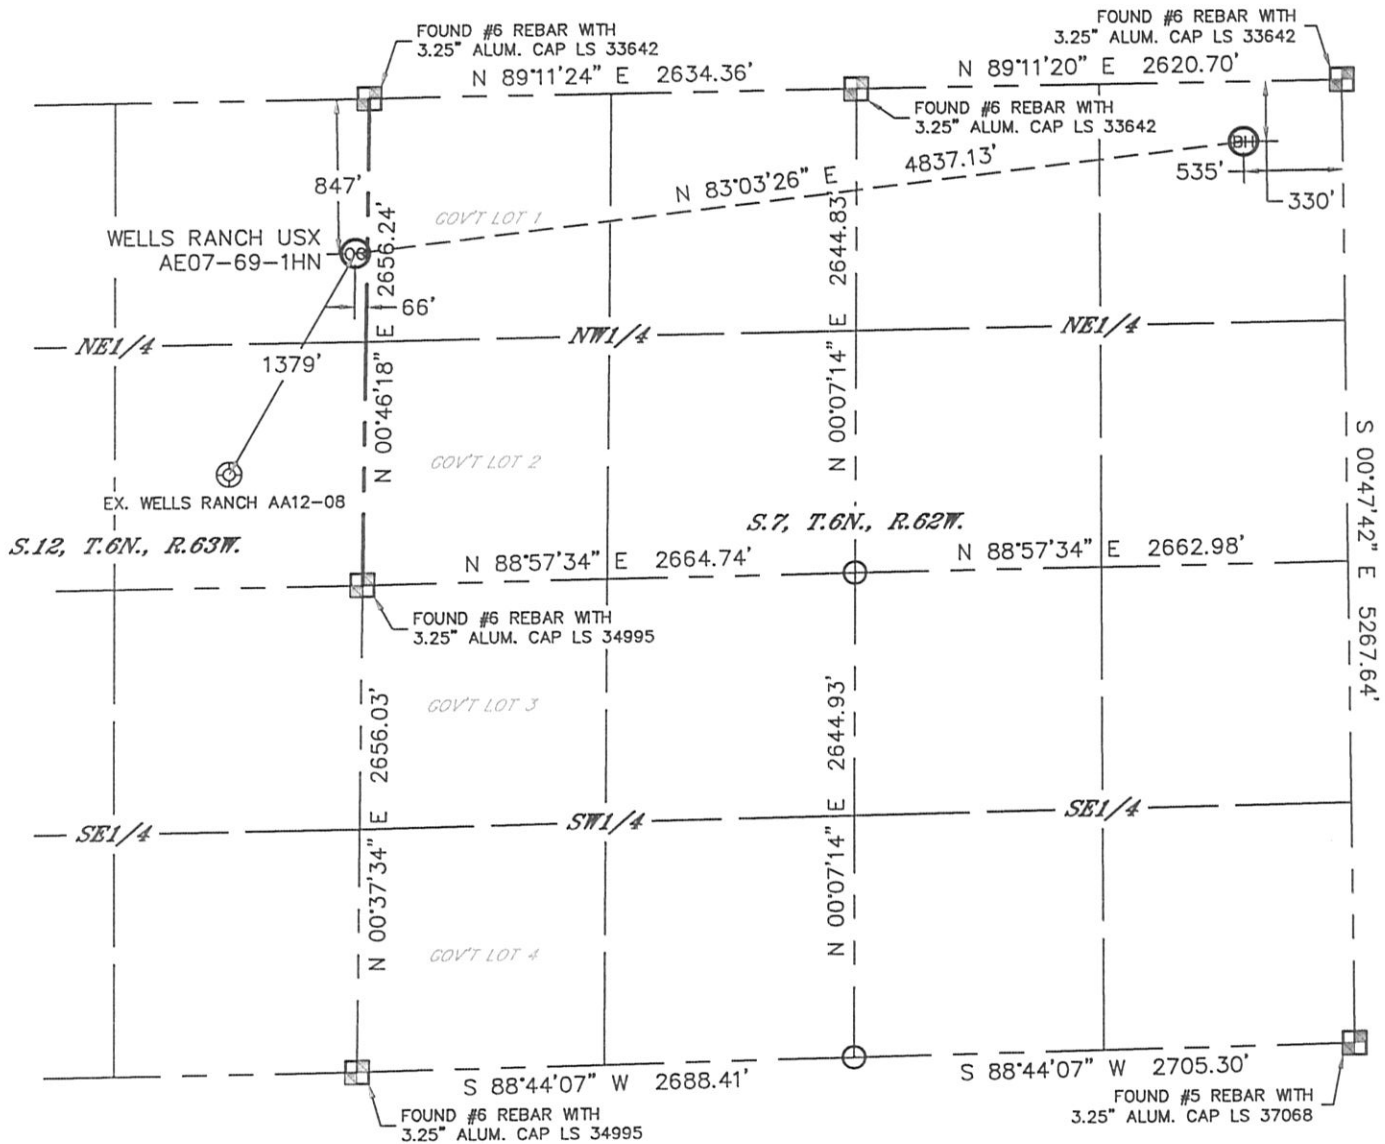 FOUND #6 REBAR WITH
3.25" ALUM. CAP LS 33642
FOUND #6 REBAR WITH
3.25" ALUM. CAP LS 33642
N 89°11'24" E 2634.36'
N 89°11'20" E 2620.70'
FOUND #6 REBAR WITH
3.25" ALUM. CAP LS 33642
BH
847'
N 83°03'26" E 4837.13'
535'
330'
GOV'T LOT 1
WELLS RANCH USX
AE07-69-1HN
OG
66'
N 00°46'18" E 2656.24'
N 00°07'14" E 2644.83'
NE1/4
NW1/4
NE1/4
1379'
GOV'T LOT 2
S 00°47'42" E 5267.64'
EX. WELLS RANCH AA12-08
S.12, T.6N., R.63W.
S.7, T.6N., R.62W.
N 88°57'34" E 2664.74'
N 88°57'34" E 2662.98'
FOUND #6 REBAR WITH
3.25" ALUM. CAP LS 34995
GOV'T LOT 3
N 00°37'34" E 2656.03'
N 00°07'14" E 2644.93'
SE1/4
SW1/4
SE1/4
GOV'T LOT 4
S 88°44'07" W 2688.41'
S 88°44'07" W 2705.30'
FOUND #6 REBAR WITH
3.25" ALUM. CAP LS 34995
FOUND #5 REBAR WITH
3.25" ALUM. CAP LS 37068